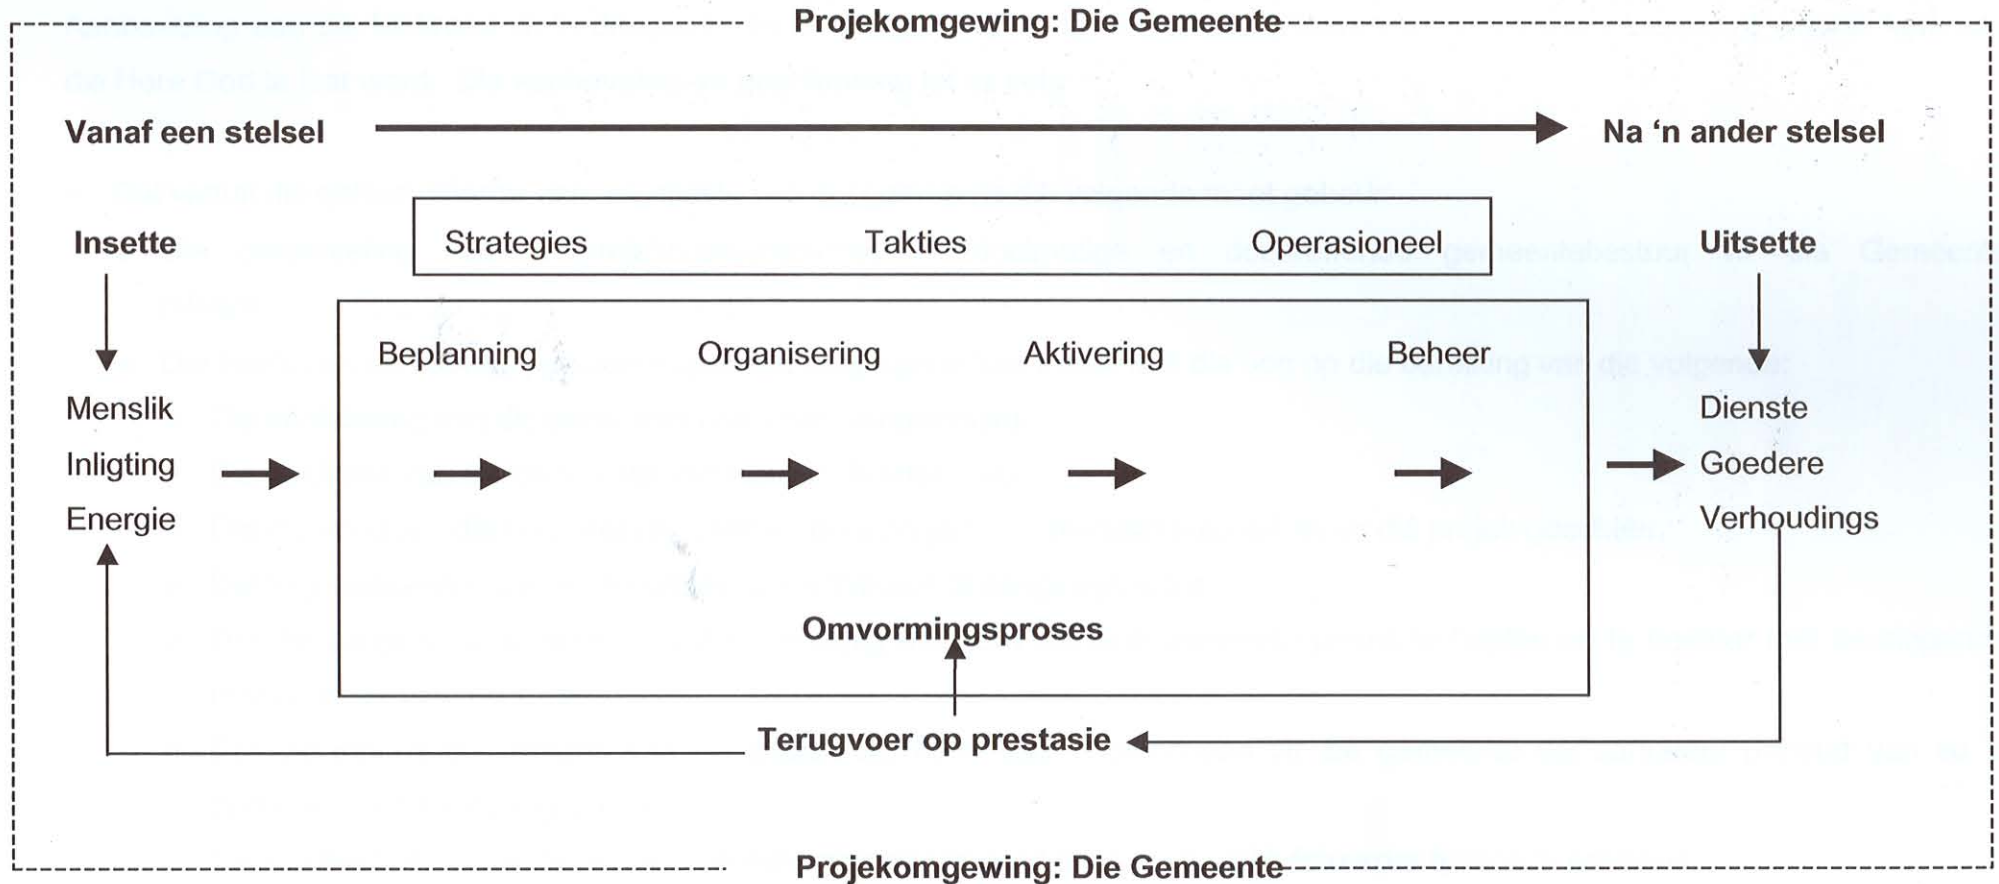 Projekomgewing: Die Gemeente
Vanaf een stelsel Na ‘n ander stelsel
Insette Strategies Takties Operasioneel Uitsette
Beplanning Organisering Aktivering Beheer
Menslik Dienste
Inligting Goedere
Energie Verhoudings
Omvormingsproses
Terugvoer op prestasie
Projekomgewing: Die Gemeente